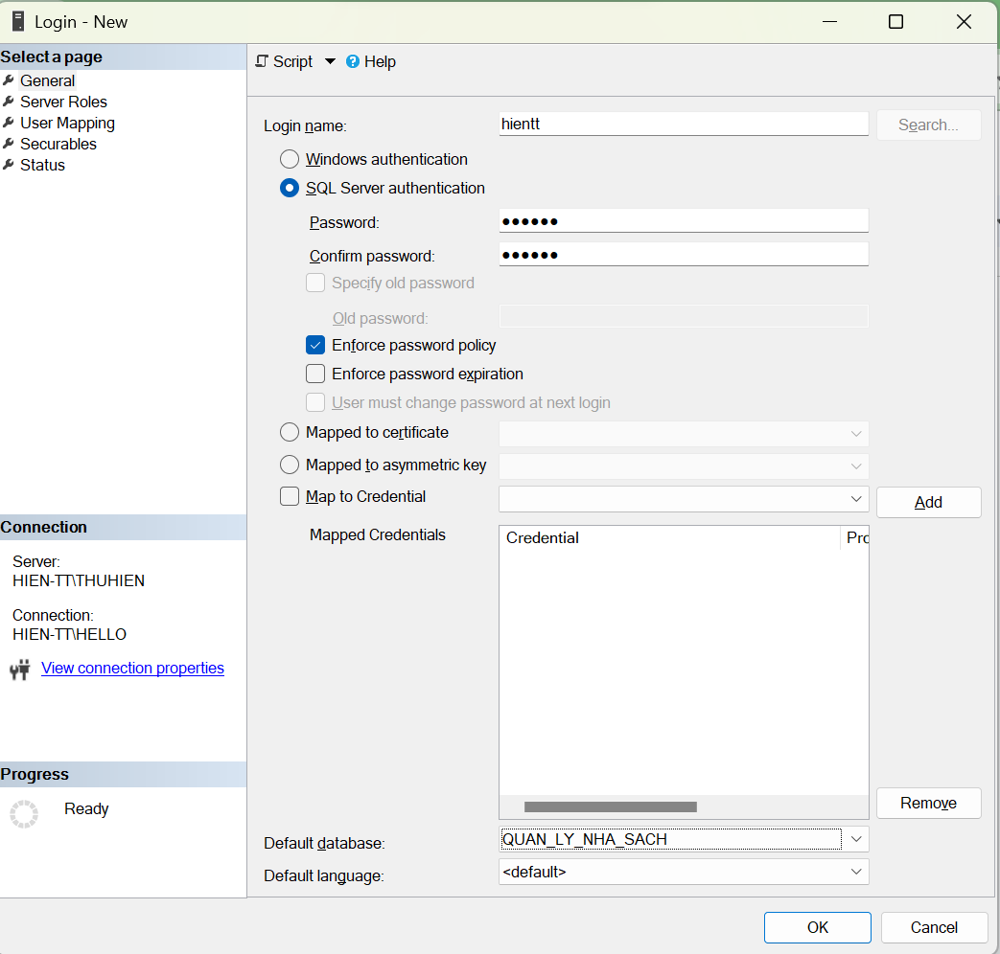 Login - New
Select a page
General
Server Roles
User Mapping
Securables
Status
Script
Help
Login name:
hientt
Search...
Windows authentication
SQL Server authentication
Password:
●●●●●●
Confirm password:
●●●●●●
Specify old password
Old password:
Enforce password policy
Enforce password expiration
User must change password at next login
Mapped to certificate
Mapped to asymmetric key
Map to Credential
Add
Mapped Credentials
Credential
Pro
Remove
Default database:
QUAN_LY_NHA_SACH
Default language:
<default>
Connection
Server:
HIEN-TT\THUHIEN
Connection:
HIEN-TT\HELLO
View connection properties
Progress
Ready
OK
Cancel